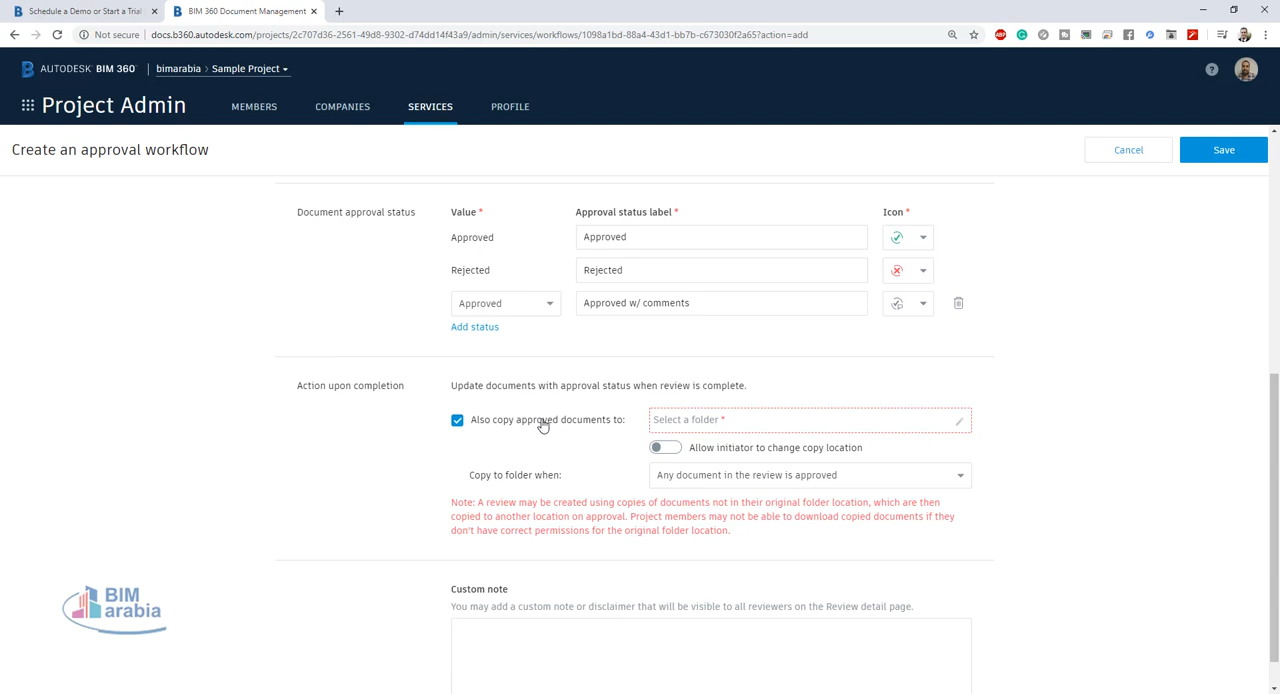 Schedule a Demo or Start a Trial
BIM 360 Document Management
Not secure
docs.b360.autodesk.com/projects/2c707d36-2561-49d8-9302-d74dd14f43a9/admin/services/workflows/1098a1bd-88a4-43d1-bb7b-c673030f2a65?action=add
AUTODESK® BIM 360™
bimarabia > Sample Project
Project Admin
MEMBERS
COMPANIES
SERVICES
PROFILE
Create an approval workflow
Cancel
Save
Document approval status
Value *
Approval status label *
Icon *
Approved
Approved
Rejected
Rejected
Approved
Approved w/ comments
Add status
Action upon completion
Update documents with approval status when review is complete.
Also copy approved documents to:
Select a folder *
Allow initiator to change copy location
Copy to folder when:
Any document in the review is approved
Note: A review may be created using copies of documents not in their original folder location, which are then
copied to another location on approval. Project members may not be able to download copied documents if they
don't have correct permissions for the original folder location.
BIM
arabia
Custom note
You may add a custom note or disclaimer that will be visible to all reviewers on the Review detail page.